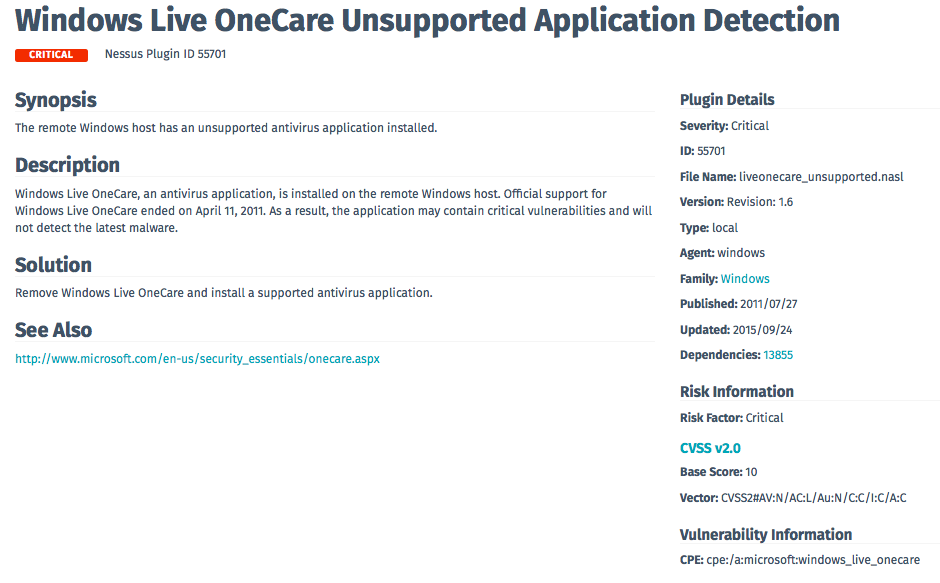 Windows Live OneCare Unsupported Application Detection
CRITICAL Nessus Plugin ID 55701
Synopsis
The remote Windows host has an unsupported antivirus application installed.
Description
Windows Live OneCare, an antivirus application, is installed on the remote Windows host. Official support for
Windows Live OneCare ended on April 11, 2011. As a result, the application may contain critical vulnerabilities and will
not detect the latest malware.
Solution
Remove Windows Live OneCare and install a supported antivirus application.
See Also
http://www.microsoft.com/en-us/security_essentials/onecare.aspx
Plugin Details
Severity: Critical
ID: 55701
File Name: liveonecare_unsupported.nasl
Version: Revision: 1.6
Type: local
Agent: windows
Family: Windows
Published: 2011/07/27
Updated: 2015/09/24
Dependencies: 13855
Risk Information
Risk Factor: Critical
CVSS v2.0
Base Score: 10
Vector: CVSS2#AV:N/AC:L/Au:N/C:C/I:C/A:C
Vulnerability Information
CPE: cpe:/a:microsoft:windows_live_onecare